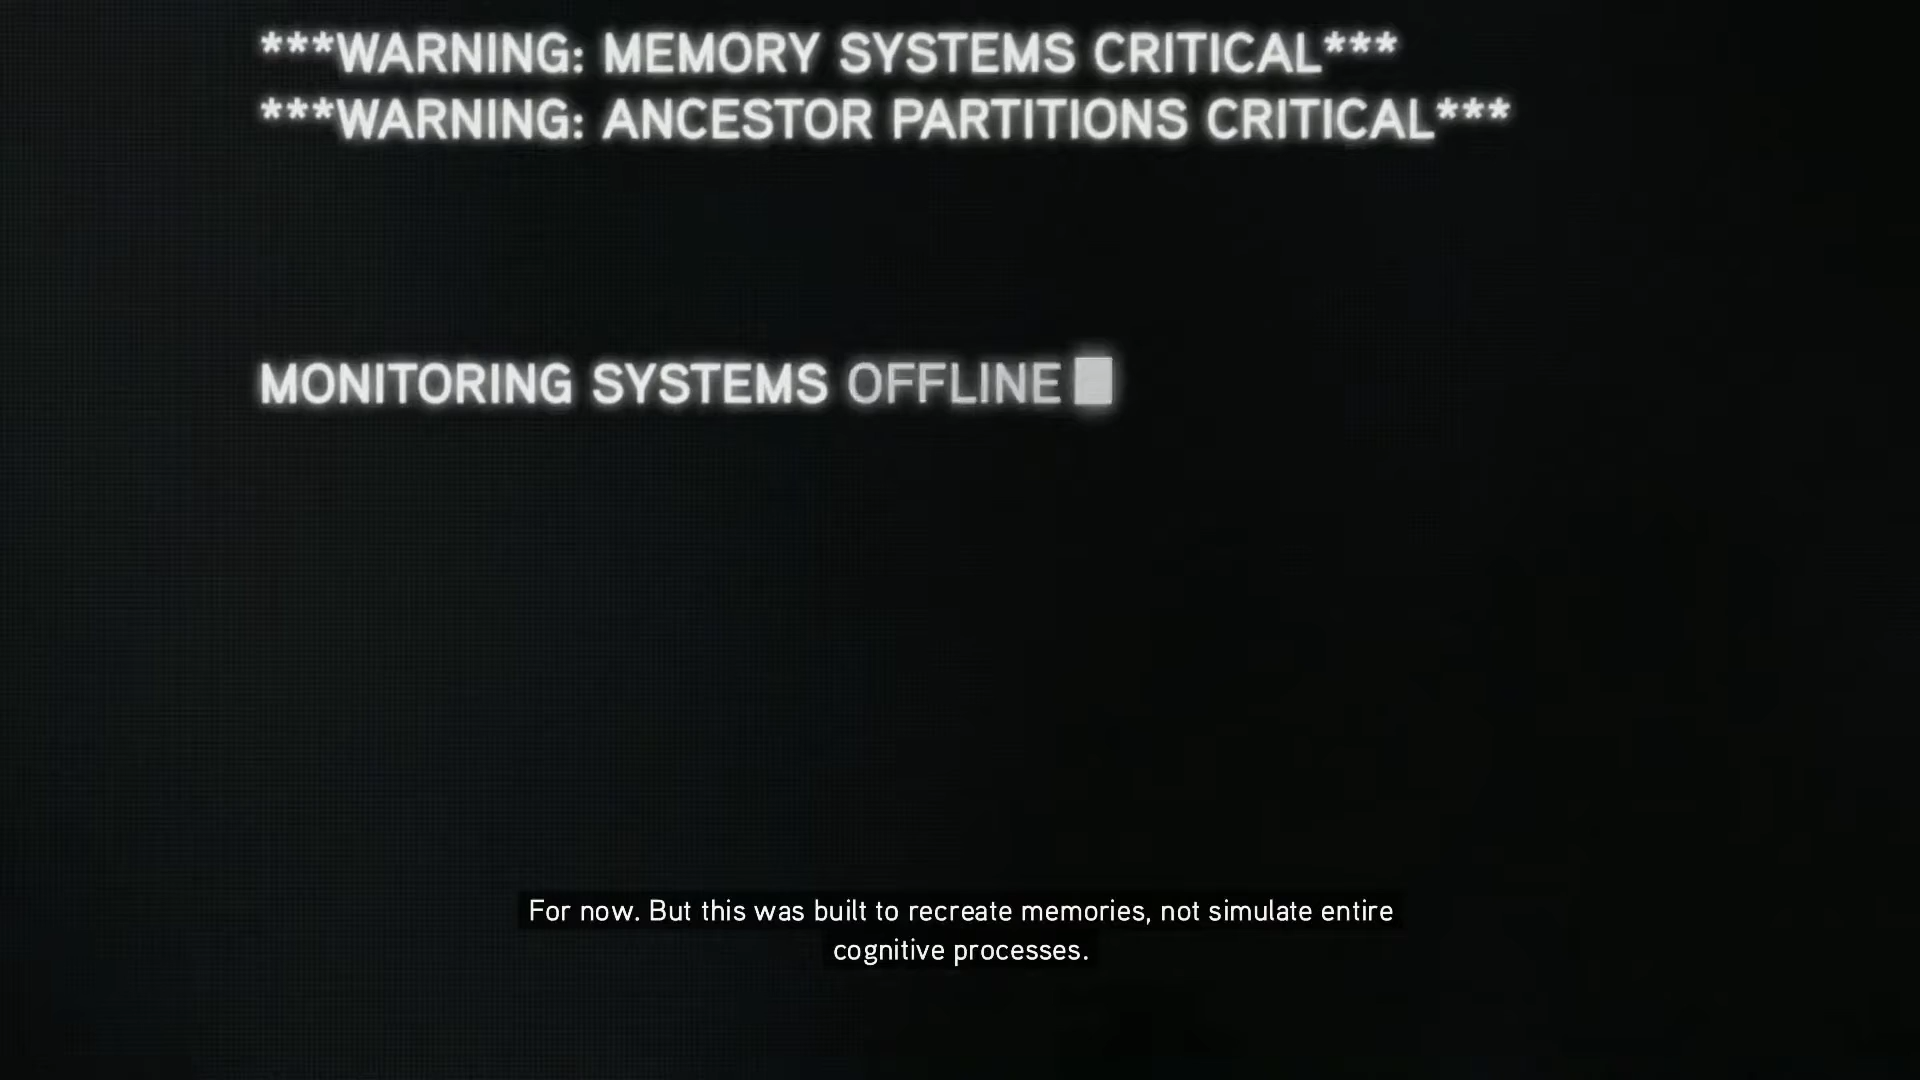 ***WARNING: MEMORY SYSTEMS CRITICAL***
***WARNING: ANCESTOR PARTITIONS CRITICAL***
MONITORING SYSTEMS OFFLINE
For now. But this was built to recreate memories, not simulate entire
cognitive processes.